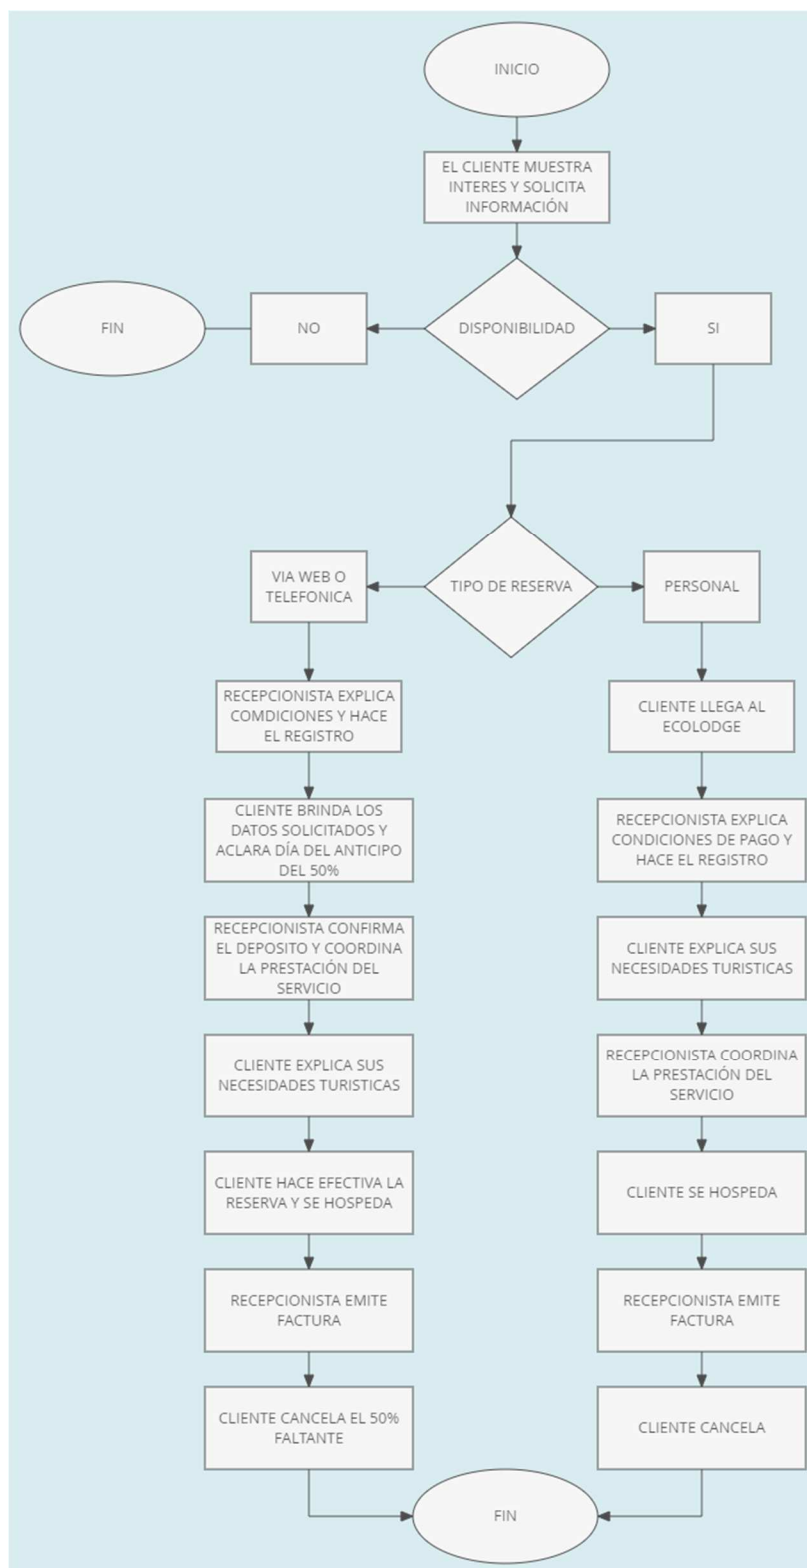 INICIO
EL CLIENTE MUESTRA
INTERES Y SOLICITA
INFORMACIÓN
FIN
NO
DISPONIBILIDAD
SI
VIA WEB O
TELEFONICA
TIPO DE RESERVA
PERSONAL
RECEPCIONISTA EXPLICA
COMDICIONES Y HACE
EL REGISTRO
CLIENTE LLEGA AL
ECOLODGE
CLIENTE BRINDA LOS
DATOS SOLICITADOS Y
ACLARA DÍA DEL ANTICIPO
DEL 50%
RECEPCIONISTA EXPLICA
CONDICIONES DE PAGO Y
HACE EL REGISTRO
RECEPCIONISTA CONFIRMA
EL DEPOSITO Y COORDINA
LA PRESTACIÓN DEL
SERVICIO
CLIENTE EXPLICA SUS
NECESIDADES TURISTICAS
CLIENTE EXPLICA SUS
NECESIDADES TURISTICAS
RECEPCIONISTA COORDINA
LA PRESTACIÓN DEL
SERVICIO
CLIENTE HACE EFECTIVA LA
RESERVA Y SE HOSPEDA
CLIENTE SE HOSPEDA
RECEPCIONISTA EMITE
FACTURA
RECEPCIONISTA EMITE
FACTURA
CLIENTE CANCELA EL 50%
FALTANTE
CLIENTE CANCELA
FIN